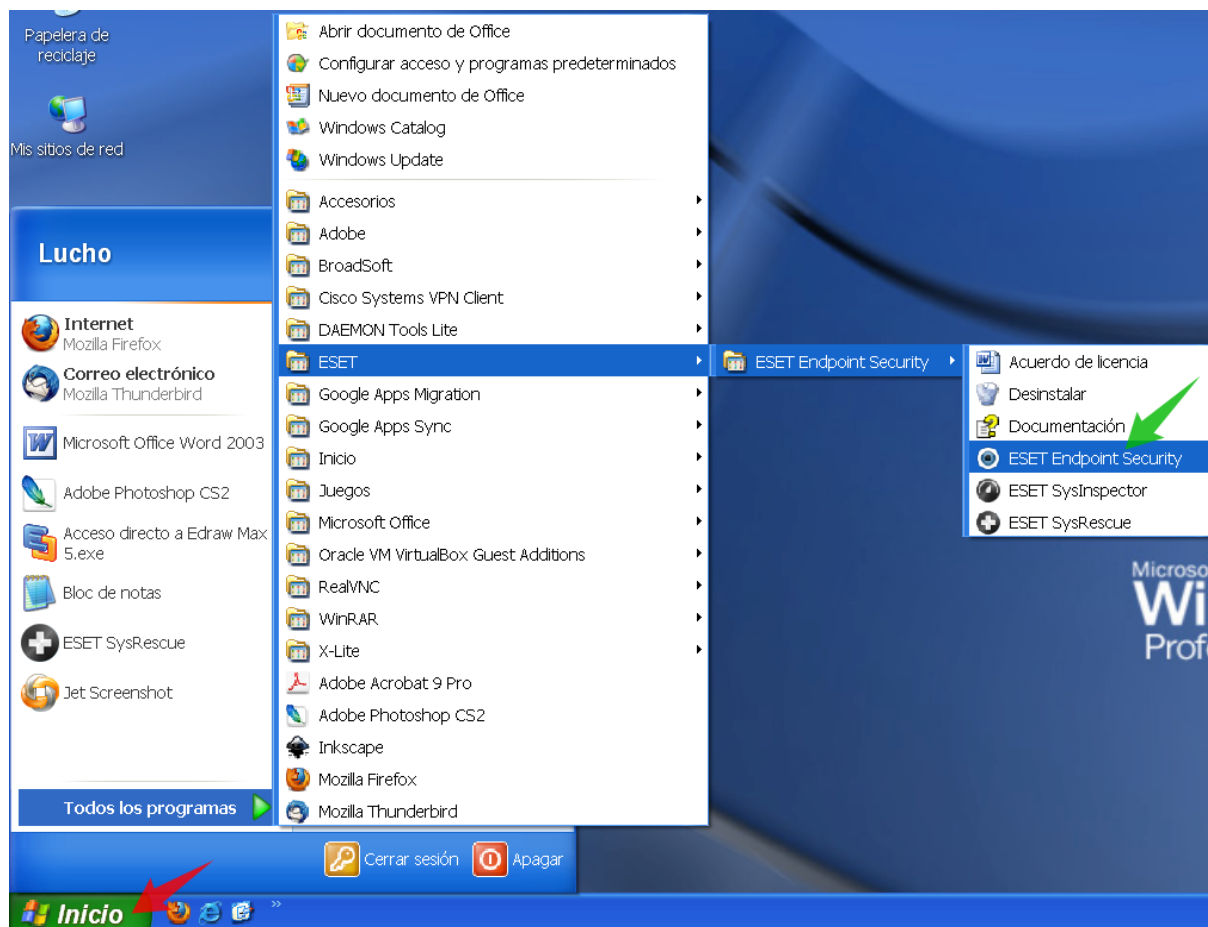 Papelera de
reciclaje
Mis sitios de red
Abrir documento de Office
Configurar acceso y programas predeterminados
Nuevo documento de Office
Windows Catalog
Windows Update
Accesorios
Adobe
BroadSoft
Cisco Systems VPN Client
DAEMON Tools Lite
ESET
Google Apps Migration
Google Apps Sync
Inicio
Juegos
Microsoft Office
Oracle VM VirtualBox Guest Additions
RealVNC
WinRAR
X-Lite
Adobe Acrobat 9 Pro
Adobe Photoshop CS2
Inkscape
Mozilla Firefox
Mozilla Thunderbird
ESET Endpoint Security
Acuerdo de licencia
Desinstalar
Documentación
ESET Endpoint Security
ESET SysInspector
ESET SysRescue
Lucho
Internet
Mozilla Firefox
Correo electrónico
Mozilla Thunderbird
Microsoft Office Word 2003
Adobe Photoshop CS2
Acceso directo a Edraw Max
5.exe
Bloc de notas
ESET SysRescue
Jet Screenshot
Todos los programas
Cerrar sesión
Apagar
Inicio
Microso
Wi
Prof